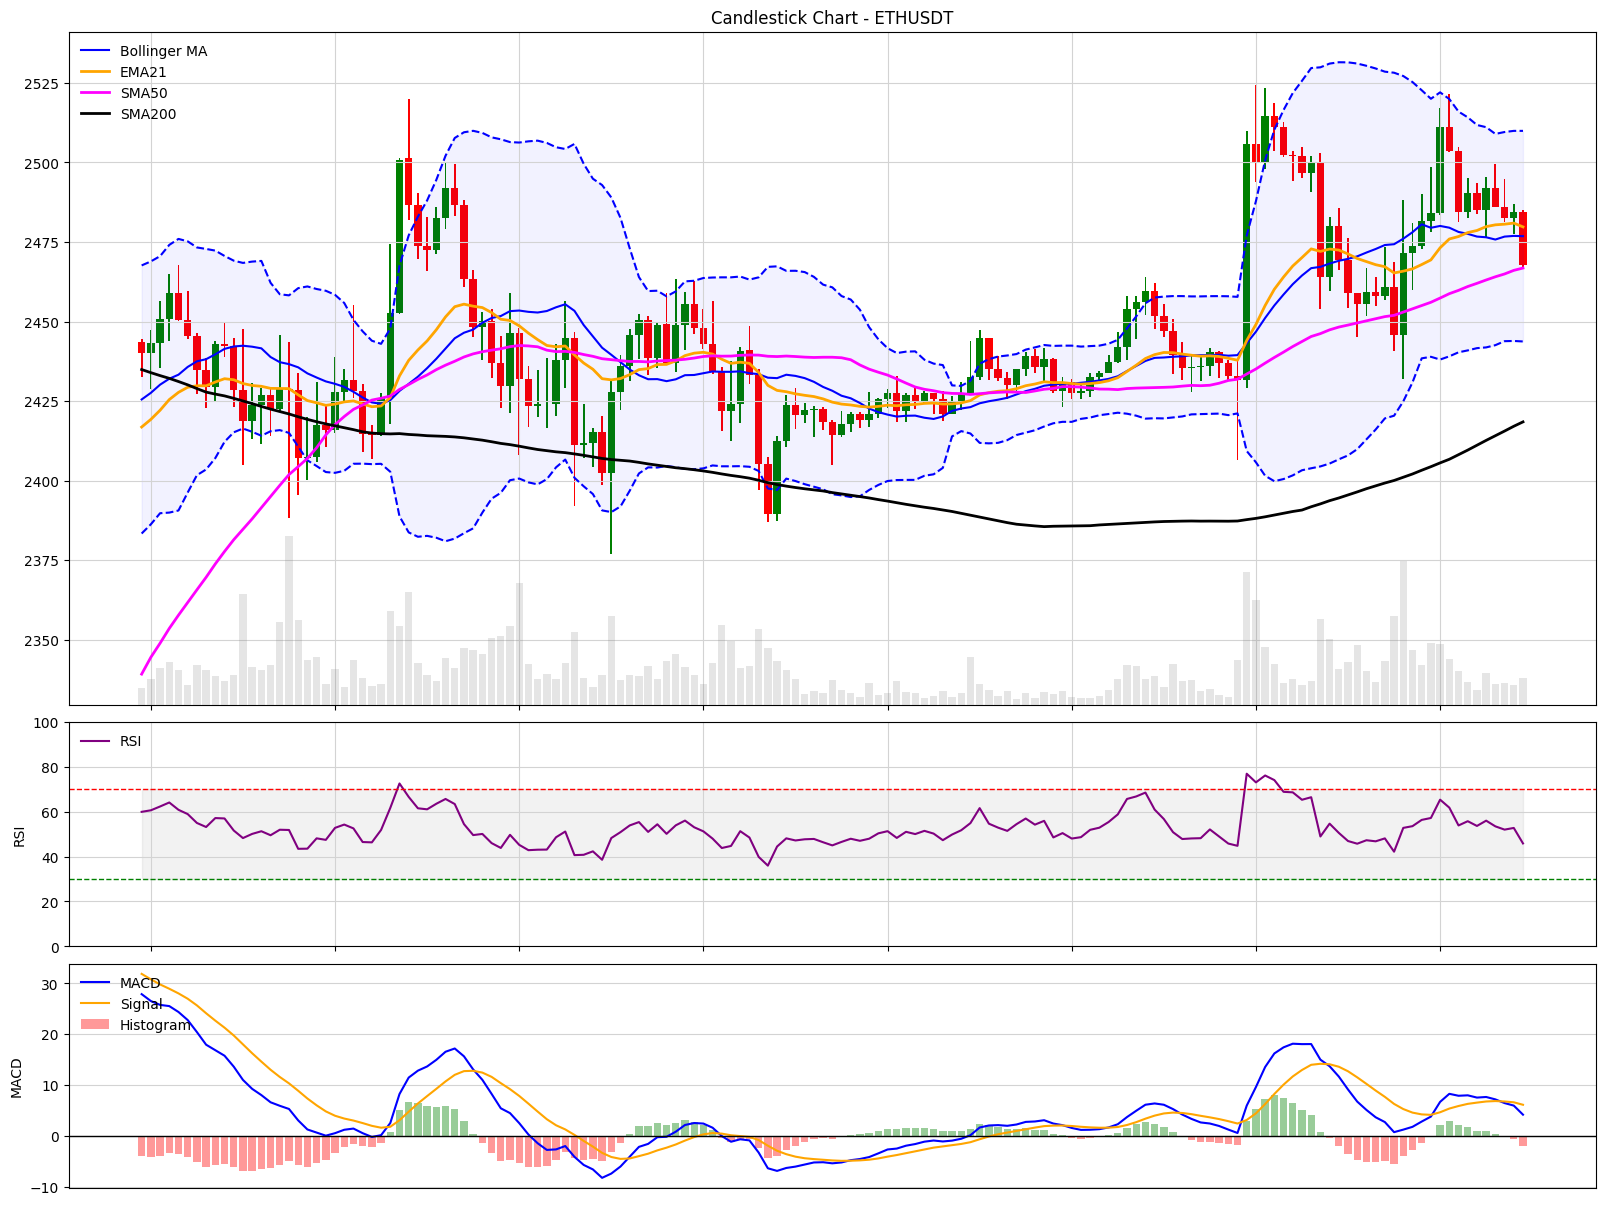 Candlestick Chart - ETHUSDT
Bollinger MA
EMA21
SMA50
SMA200
2525
2500
2475
2450
2425
2400
2375
2350
RSI
100
80
60
40
20
0
RSI
MACD
Signal
Histogram
30
20
10
0
−10
MACD